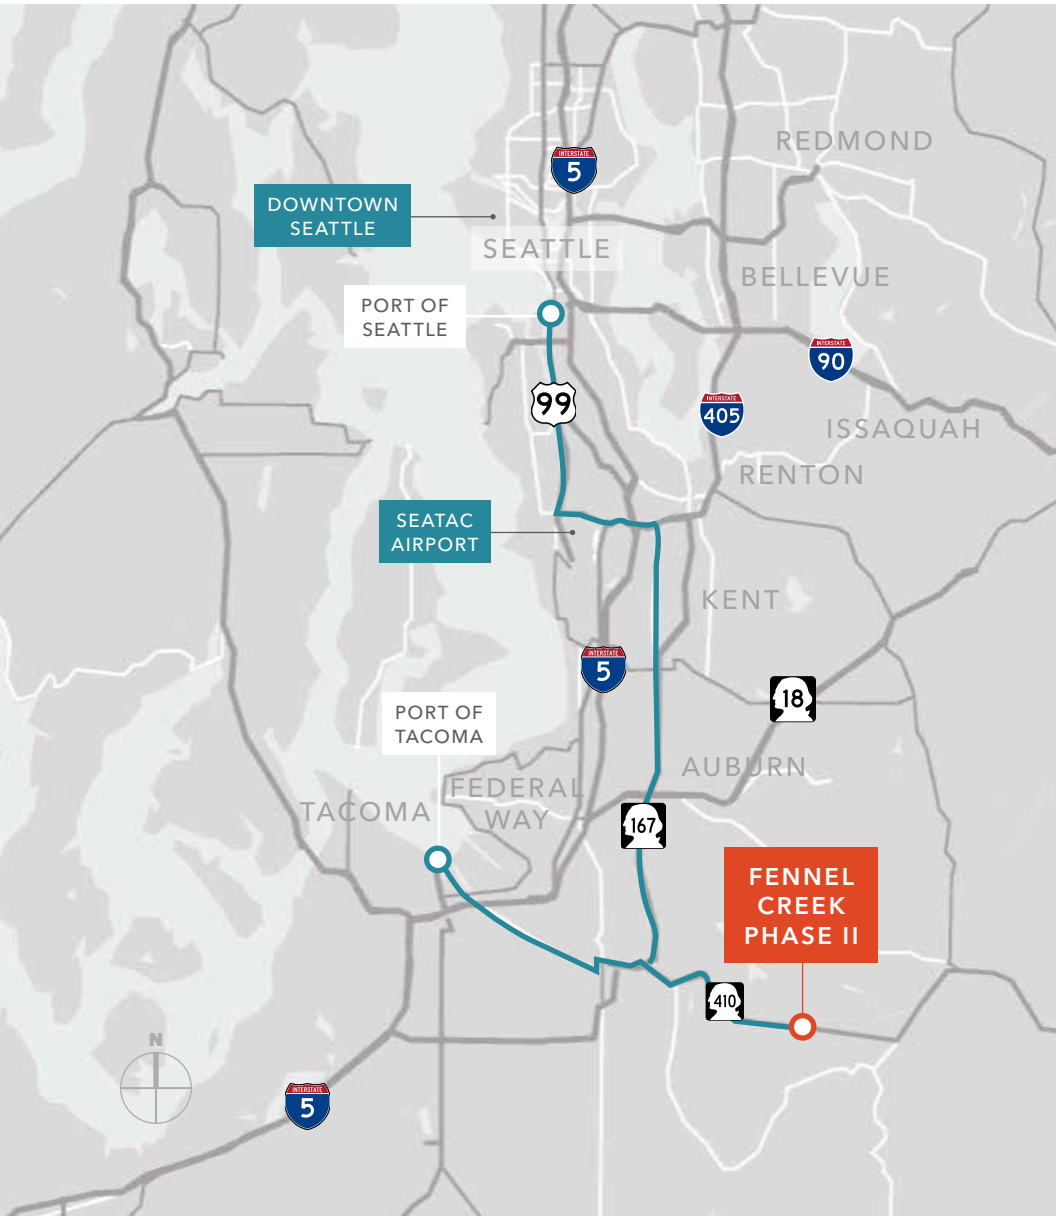 INTERSTATE
5
REDMOND
DOWNTOWN
SEATTLE
SEATTLE
BELLEVUE
PORT OF
SEATTLE
INTERSTATE
90
99
INTERSTATE
405
ISSAQUAH
RENTON
SEATAC
AIRPORT
KENT
INTERSTATE
5
18
PORT OF
TACOMA
AUBURN
FEDERAL
WAY
TACOMA
167
FENNEL
CREEK
PHASE II
410
N
INTERSTATE
5